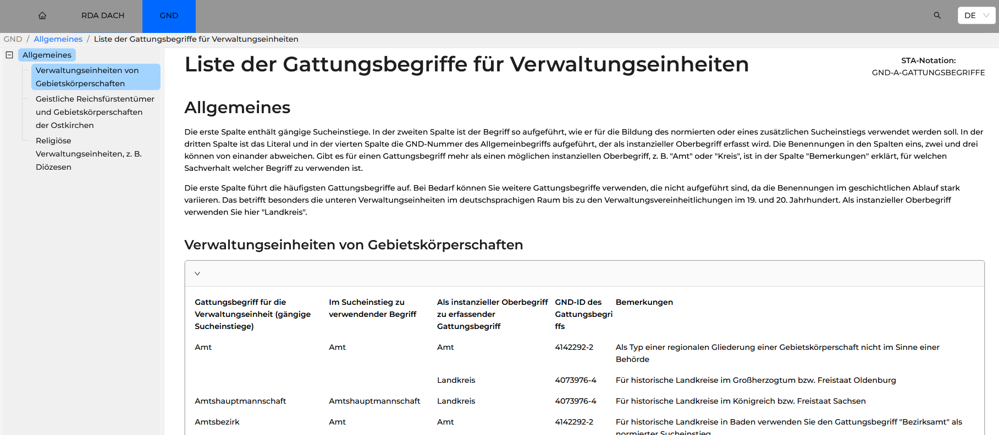 RDA DACH
GND
DE
GND / Allgemeines / Liste der Gattungsbegriffe für Verwaltungseinheiten
Allgemeines
Verwaltungseinheiten von
Gebietskörperschaften
Geistliche Reichsfürstentümer
und Gebietskörperschaften
der Ostkirchen
Religiöse
Verwaltungseinheiten, z. B.
Diözesen
Liste der Gattungsbegriffe für Verwaltungseinheiten
STA-Notation:
GND-A-GATTUNGSBEGRIFFE
Allgemeines
Die erste Spalte enthält gängige Sucheinstiege. In der zweiten Spalte ist der Begriff so aufgeführt, wie er für die Bildung des normierten oder eines zusätzlichen Sucheinstiegs verwendet werden soll. In der
dritten Spalte ist das Literal und in der vierten Spalte die GND-Nummer des Allgemeinbegriffs aufgeführt, der als instanzieller Oberbegriff erfasst wird. Die Benennungen in den Spalten eins, zwei und drei
können von einander abweichen. Gibt es für einen Gattungsbegriff mehr als einen möglichen instanziellen Oberbegriff, z. B. "Amt" oder "Kreis", ist in der Spalte "Bemerkungen" erklärt, für welchen
Sachverhalt welcher Begriff zu verwenden ist.
Die erste Spalte führt die häufigsten Gattungsbegriffe auf. Bei Bedarf können Sie weitere Gattungsbegriffe verwenden, die nicht aufgeführt sind, da die Benennungen im geschichtlichen Ablauf stark
variieren. Das betrifft besonders die unteren Verwaltungseinheiten im deutschsprachigen Raum bis zu den Verwaltungsvereinheitlichungen im 19. und 20. Jahrhundert. Als instanzieller Oberbegriff
verwenden Sie hier "Landkreis".
Verwaltungseinheiten von Gebietskörperschaften
Gattungsbegriff für die Im Sucheinstieg zu Als instanzieller Oberbegriff GND-ID des Bemerkungen
Verwaltungseinheit (gängige verwendender Begriff zu erfassender Gattungsbegri
Sucheinstiege) Gattungsbegriff ffs
Amt Amt Amt 4142292-2 Als Typ einer regionalen Gliederung einer Gebietskörperschaft nicht im Sinne einer
Behörde
Landkreis 4073976-4 Für historische Landkreise im Großherzogtum bzw. Freistaat Oldenburg
Amtshauptmannschaft Amtshauptmannschaft Landkreis 4073976-4 Für historische Landkreise im Königreich bzw. Freistaat Sachsen
Amtsbezirk Amt Amt 4142292-2 Für historische Landkreise in Baden verwenden Sie den Gattungsbegriff "Bezirksamt" als
normierter Sucheinstieg